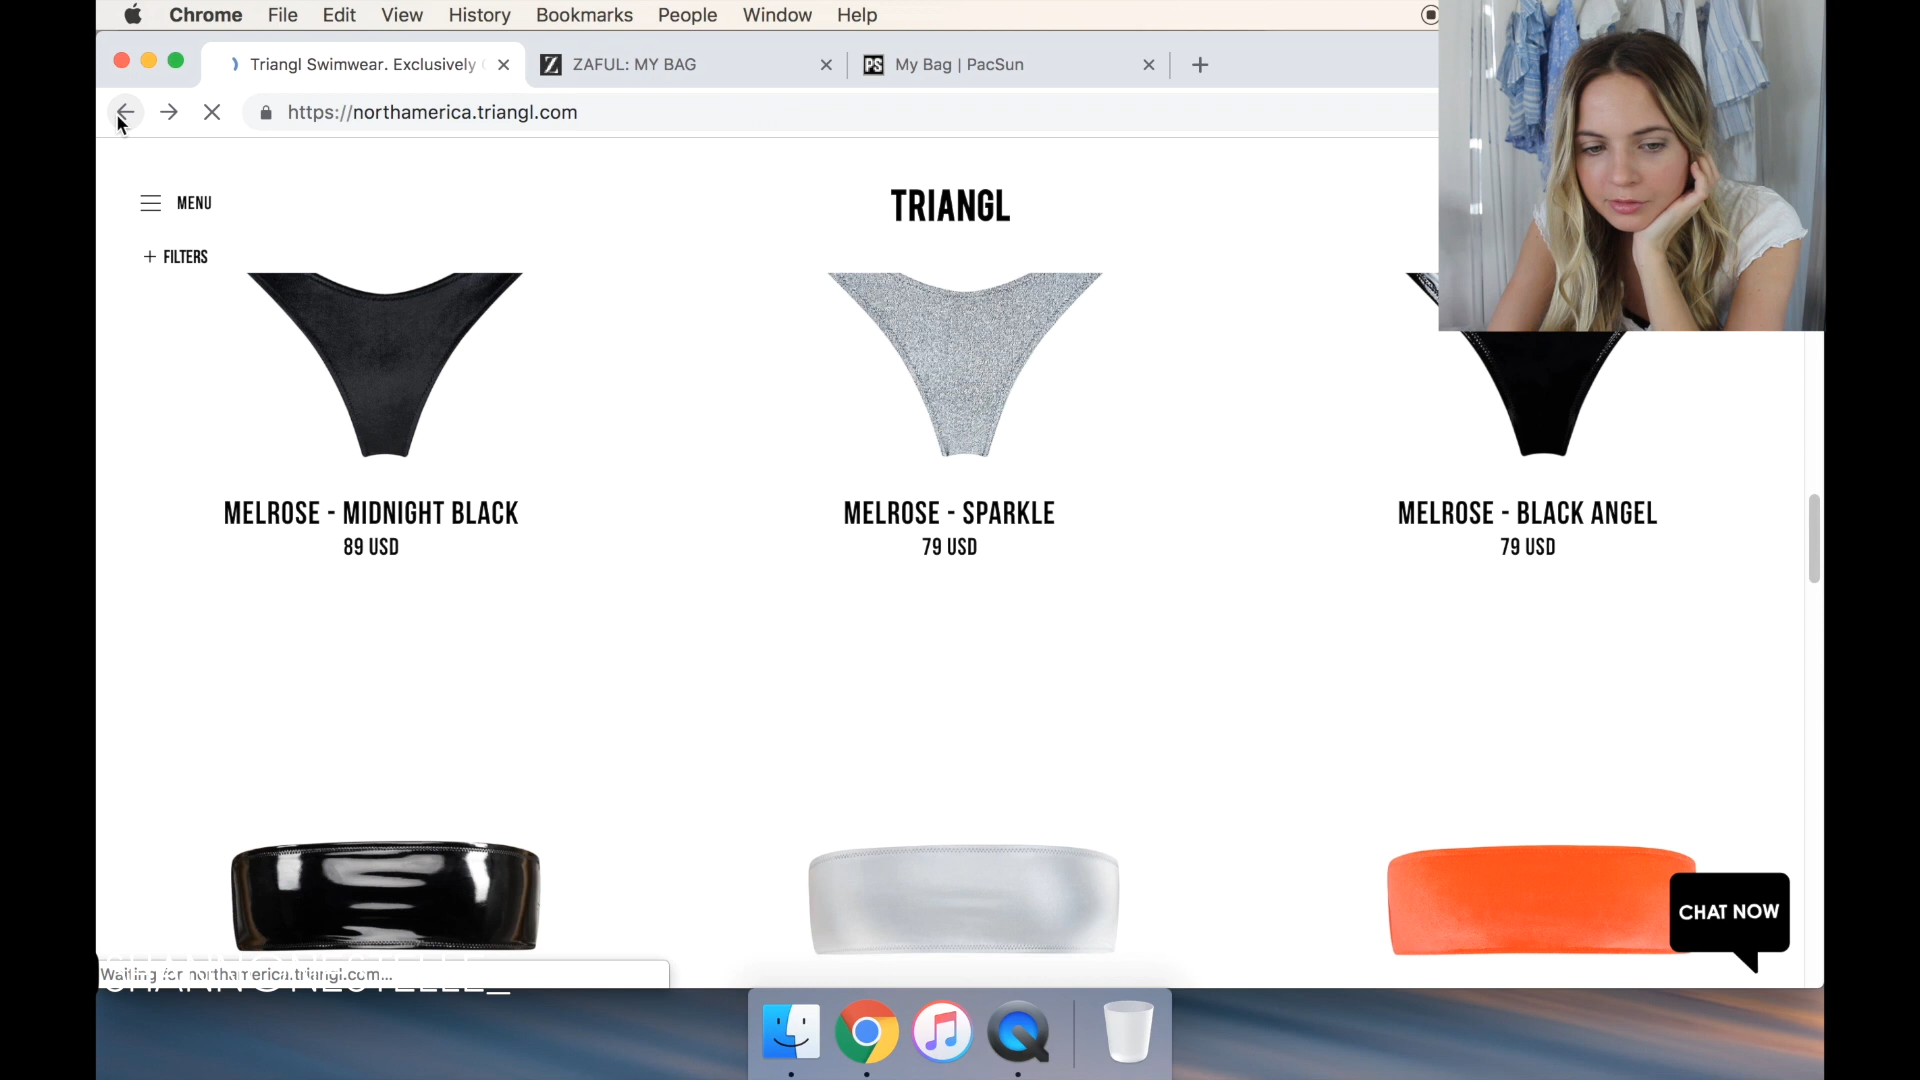 Chrome File Edit View History Bookmarks People Window Help
Triangl Swimwear. Exclusively
ZAFUL: MY BAG
PS My Bag | PacSun
https://northamerica.triangl.com
MENU
TRIANGL
+ FILTERS
MELROSE - MIDNIGHT BLACK
89 USD
MELROSE - SPARKLE
79 USD
MELROSE - BLACK ANGEL
79 USD
CHAT NOW
Waiting for northamerica.triangl.com...